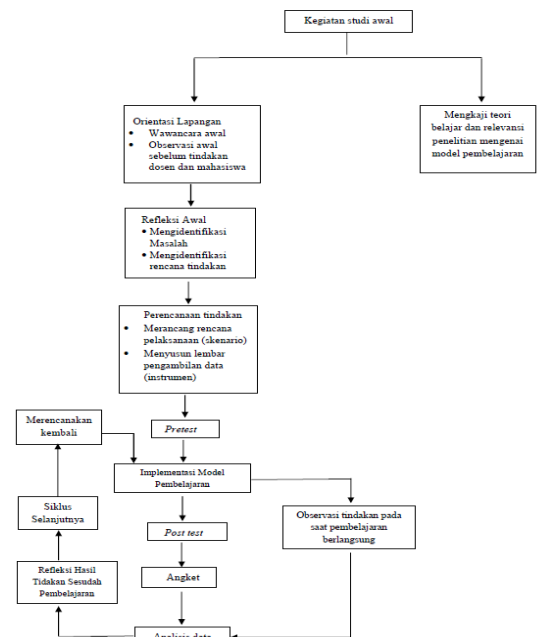 Kegiatan studi awal
Orientasi Lapangan
• Wawancara awal
• Observasi awal
sebelum tindakan
dosen dan mahasiswa
Mengkaji teori
belajar dan relevansi
penelitian mengenai
model pembelajaran
Refleksi Awal
• Mengidentifikasi
Masalah
• Mengidentifikasi
rencana tindakan
Perencanaan tindakan
• Merancang rencana
pelaksanaan (skenario)
• Menyusun lembar
pengambilan data
(instrumen)
Merencanakan
kembali
Pretest
Implementasi Model
Pembelajaran
Siklus
Selanjutnya
Observasi tindakan pada
saat pembelajaran
berlangsung
Post test
Refleksi Hasil
Tidakan Sesudah
Pembelajaran
Angket
Analisis data